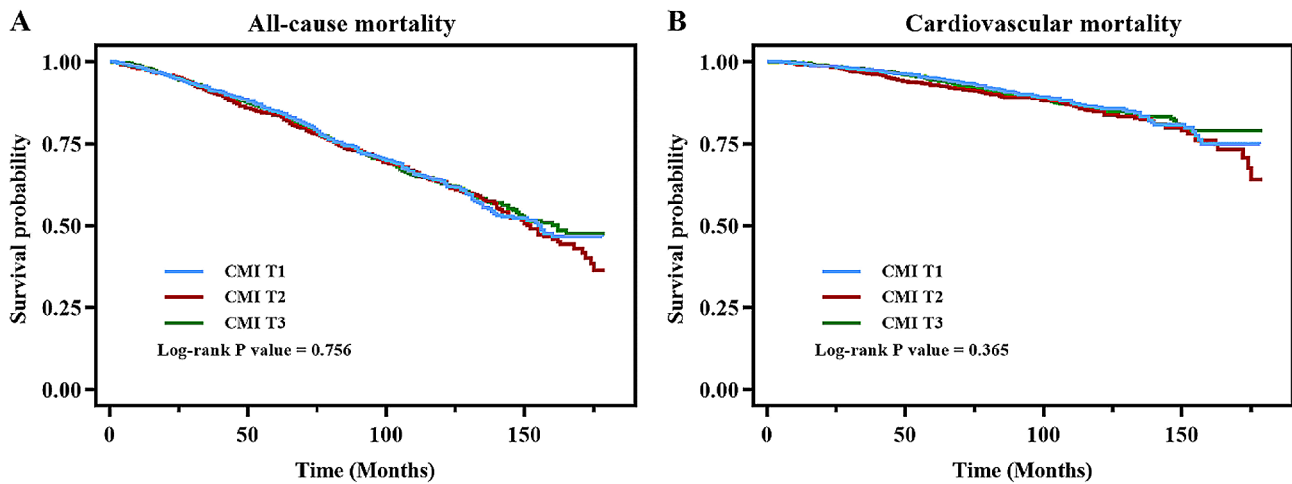 A
All-cause mortality
1.00
0.75
0.50
0.25
0.00
Survival probability
CMI T1
CMI T2
CMI T3
Log-rank P value = 0.756
0
50
100
150
Time (Months)
B
Cardiovascular mortality
1.00
0.75
0.50
0.25
0.00
Survival probability
CMI T1
CMI T2
CMI T3
Log-rank P value = 0.365
0
50
100
150
Time (Months)